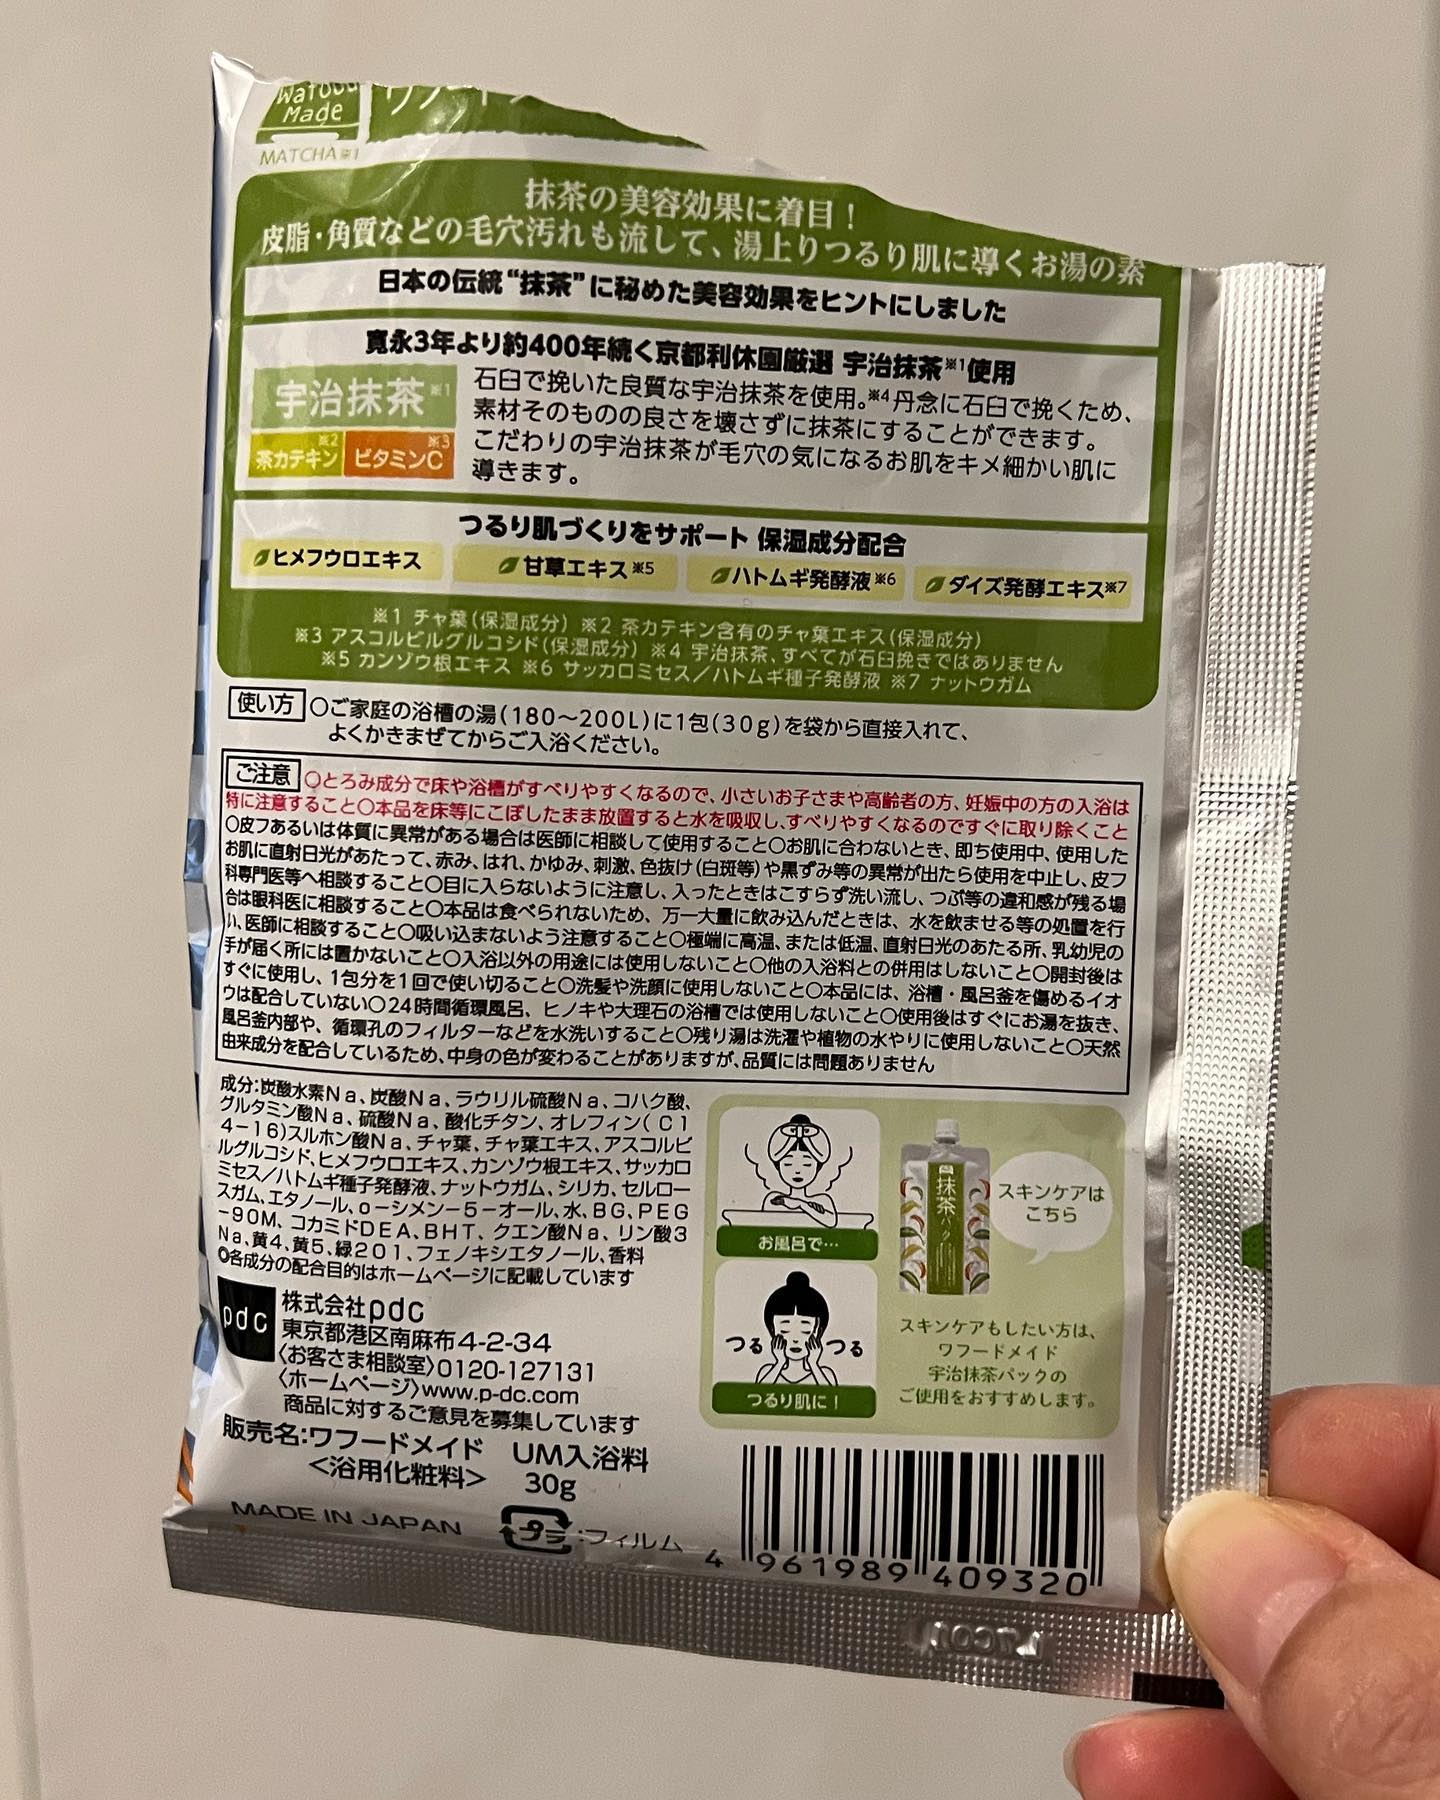 Made
MATCHA※1
抹茶の美容効果に着目！
皮脂・角質などの毛穴汚れも流して、湯上りつるり肌に導くお湯の素
日本の伝統“抹茶”に秘めた美容効果をヒントにしました
寛永3年より約400年続く京都利休園厳選 宇治抹茶※1使用
宇治抹茶※1
茶カテキン※2
ビタミンC※3
石臼で挽いた良質な宇治抹茶を使用。※4丹念に石臼で挽くため、
素材そのものの良さを壊さずに抹茶にすることができます。
こだわりの宇治抹茶が毛穴の気になるお肌をキメ細かい肌に
導きます。
つるり肌づくりをサポート 保湿成分配合
ヒメフウロエキス
甘草エキス※5
ハトムギ発酵液※6
ダイズ発酵エキス※7
※1 チャ葉(保湿成分) ※2 茶カテキン含有のチャ葉エキス(保湿成分)
※3 アスコルビルグルコシド(保湿成分) ※4 宇治抹茶、すべてが石臼挽きではありません
※5 カンゾウ根エキス ※6 サッカロミセス/ハトムギ種子発酵液 ※7 ナットウガム
使い方 ○ご家庭の浴槽の湯(180～200L)に1包(30g)を袋から直接入れて、
よくかきまぜてからご入浴ください。
ご注意 ○とろみ成分で床や浴槽がすべりやすくなるので、小さいお子さまや高齢者の方、妊娠中の方の入浴は
特に注意すること○本品を床等にこぼしたまま放置すると水を吸収し、すべりやすくなるのですぐに取り除くこと
○皮フあるいは体質に異常がある場合は医師に相談して使用すること○お肌に合わないとき、即ち使用中、使用した
お肌に直射日光があたって、赤み、はれ、かゆみ、刺激、色抜け(白斑等)や黒ずみ等の異常が出たら使用を中止し、皮フ
科専門医等へ相談すること○目に入らないように注意し、入ったときはこすらず洗い流し、つぶ等の違和感が残る場
合は眼科医に相談すること○本品は食べられないため、万一大量に飲み込んだときは、水を飲ませる等の処置を行
い、医師に相談すること○吸い込まないよう注意すること○極端に高温、または低温、直射日光のあたる所、乳幼児の
手が届く所には置かないこと○入浴以外の用途には使用しないこと○他の入浴料との併用はしないこと○開封後は
すぐに使用し、1包分を1回で使い切ること○洗髪や洗顔に使用しないこと○本品には、浴槽・風呂釜を傷めるイオ
ウは配合していない○24時間循環風呂、ヒノキや大理石の浴槽では使用しないこと○使用後はすぐにお湯を抜き、
風呂釜内部や、循環孔のフィルターなどを水洗いすること○残り湯は洗濯や植物の水やりに使用しないこと○天然
由来成分を配合しているため、中身の色が変わることがありますが、品質には問題ありません
成分:炭酸水素Na、炭酸Na、ラウリル硫酸Na、コハク酸、
グルタミン酸Na、硫酸Na、酸化チタン、オレフィン(C1
4-16)スルホン酸Na、チャ葉、チャ葉エキス、アスコルビ
ルグルコシド、ヒメフウロエキス、カンゾウ根エキス、サッカロ
ミセス/ハトムギ種子発酵液、ナットウガム、シリカ、セルロー
スガム、エタノール、o-シメン-5-オール、水、BG、PEG
-90M、コカミドDEA、BHT、クエン酸Na、リン酸3
Na、黄4、黄5、緑201、フェノキシエタノール、香料
◎各成分の配合目的はホームページに記載しています
お風呂で…
つる つる
つるり肌に！
抹茶パック
スキンケアは
こちら
スキンケアもしたい方は、
ワフードメイド
宇治抹茶パックの
ご使用をおすすめします。
pdc
株式会社pdc
東京都港区南麻布4-2-34
〈お客さま相談室〉0120-127131
〈ホームページ〉www.p-dc.com
商品に対するご意見を募集しています
販売名:ワフードメイド UM入浴料
<浴用化粧料> 30g
MADE IN JAPAN
プラ :フィルム
4 961989 409320